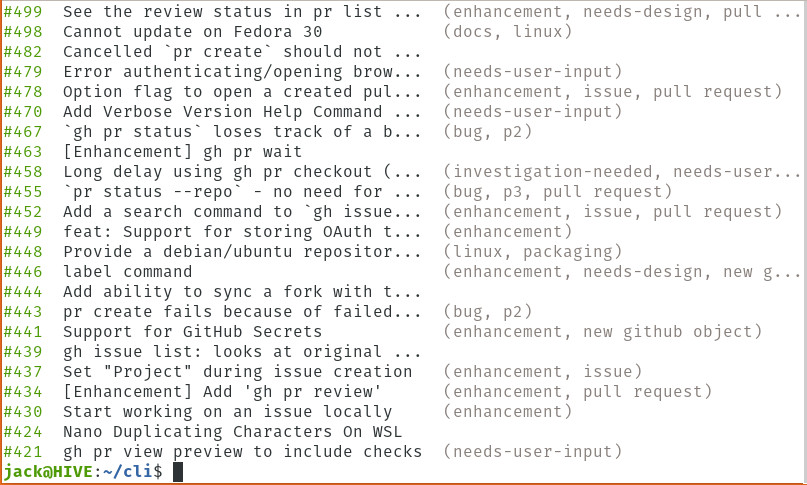 #499  See the review status in pr list ...  (enhancement, needs-design, pull ...
#498  Cannot update on Fedora 30            (docs, linux)
#482  Cancelled `pr create` should not ...
#479  Error authenticating/opening brow...  (needs-user-input)
#478  Option flag to open a created pul...  (enhancement, issue, pull request)
#470  Add Verbose Version Help Command ...  (needs-user-input)
#467  `gh pr status` loses track of a b...  (bug, p2)
#463  [Enhancement] gh pr wait
#458  Long delay using gh pr checkout (...  (investigation-needed, needs-user...
#455  `pr status --repo` - no need for ...  (bug, p3, pull request)
#452  Add a search command to `gh issue...  (enhancement, issue, pull request)
#449  feat: Support for storing OAuth t...  (enhancement)
#448  Provide a debian/ubuntu repositor...  (linux, packaging)
#446  label command                         (enhancement, needs-design, new g...
#444  Add ability to sync a fork with t...
#443  pr create fails because of failed...  (bug, p2)
#441  Support for GitHub Secrets            (enhancement, new github object)
#439  gh issue list: looks at original ...
#437  Set "Project" during issue creation   (enhancement, issue)
#434  [Enhancement] Add 'gh pr review'      (enhancement, pull request)
#430  Start working on an issue locally     (enhancement)
#424  Nano Duplicating Characters On WSL
#421  gh pr view preview to include checks  (needs-user-input)
jack@HIVE:~/cli$